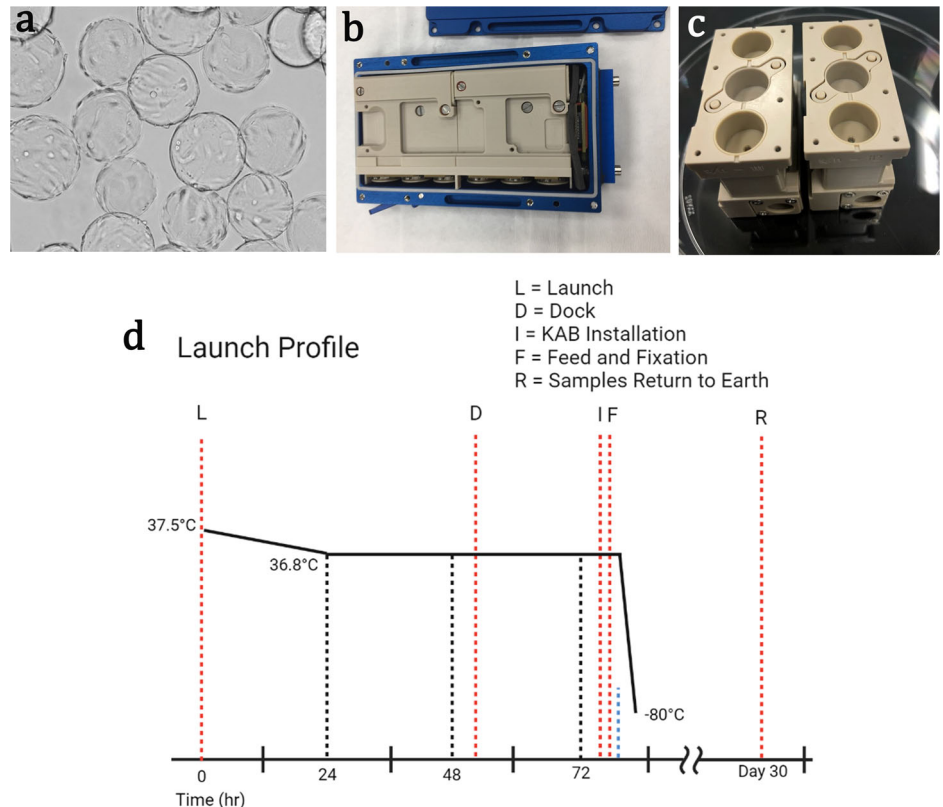 a
b
c
d
Launch Profile
L = Launch
D = Dock
I = KAB Installation
F = Feed and Fixation
R = Samples Return to Earth
L
D
I F
R
37.5°C
36.8°C
-80°C
0
24
48
72
Day 30
Time (hr)